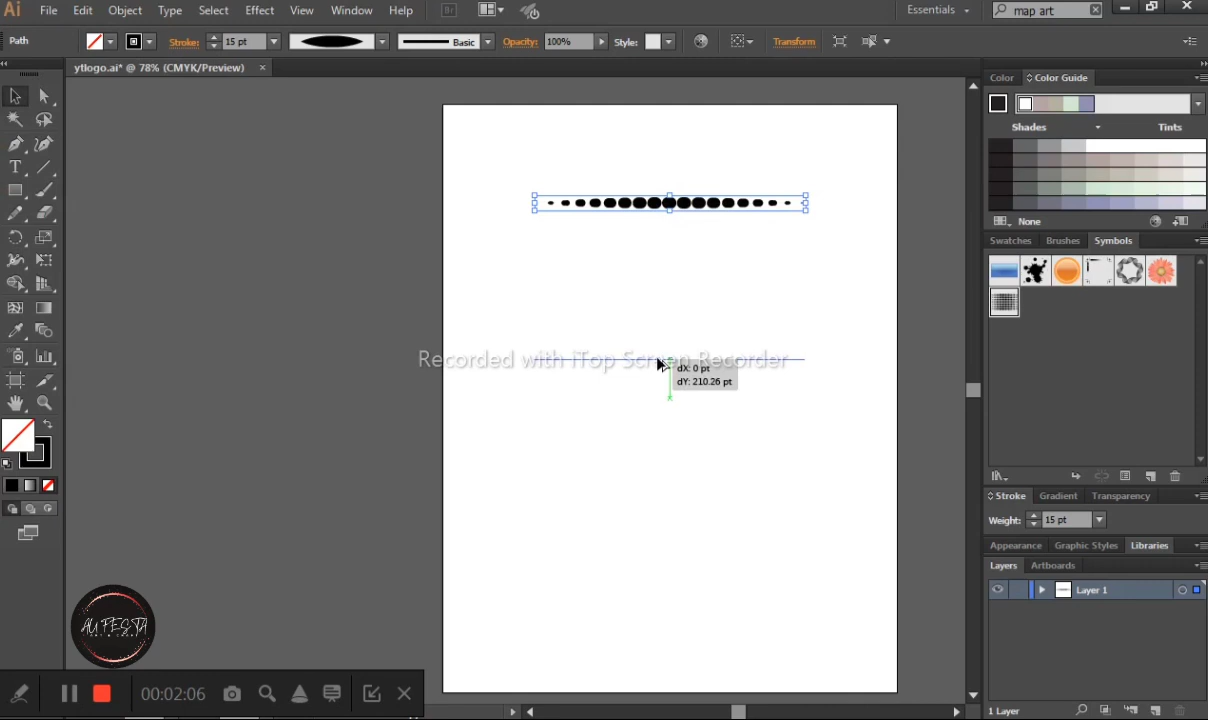 Ai File Edit Object Type Select Effect View Window Help Br Essentials map art
Path Stroke: 15 pt Basic Opacity: 100% Style: Transform
ytlogo.ai* @ 78% (CMYK/Preview) ×
Color Color Guide
Shades Tints
None
Swatches Brushes Symbols
Recorded with iTop Screen Recorder
dX: 0 pt
dY: 210.26 pt
Stroke Gradient Transparency
Weight: 15 pt
Appearance Graphic Styles Libraries
Layers Artboards
Layer 1
AU FESTA
00:02:06
1 Layer